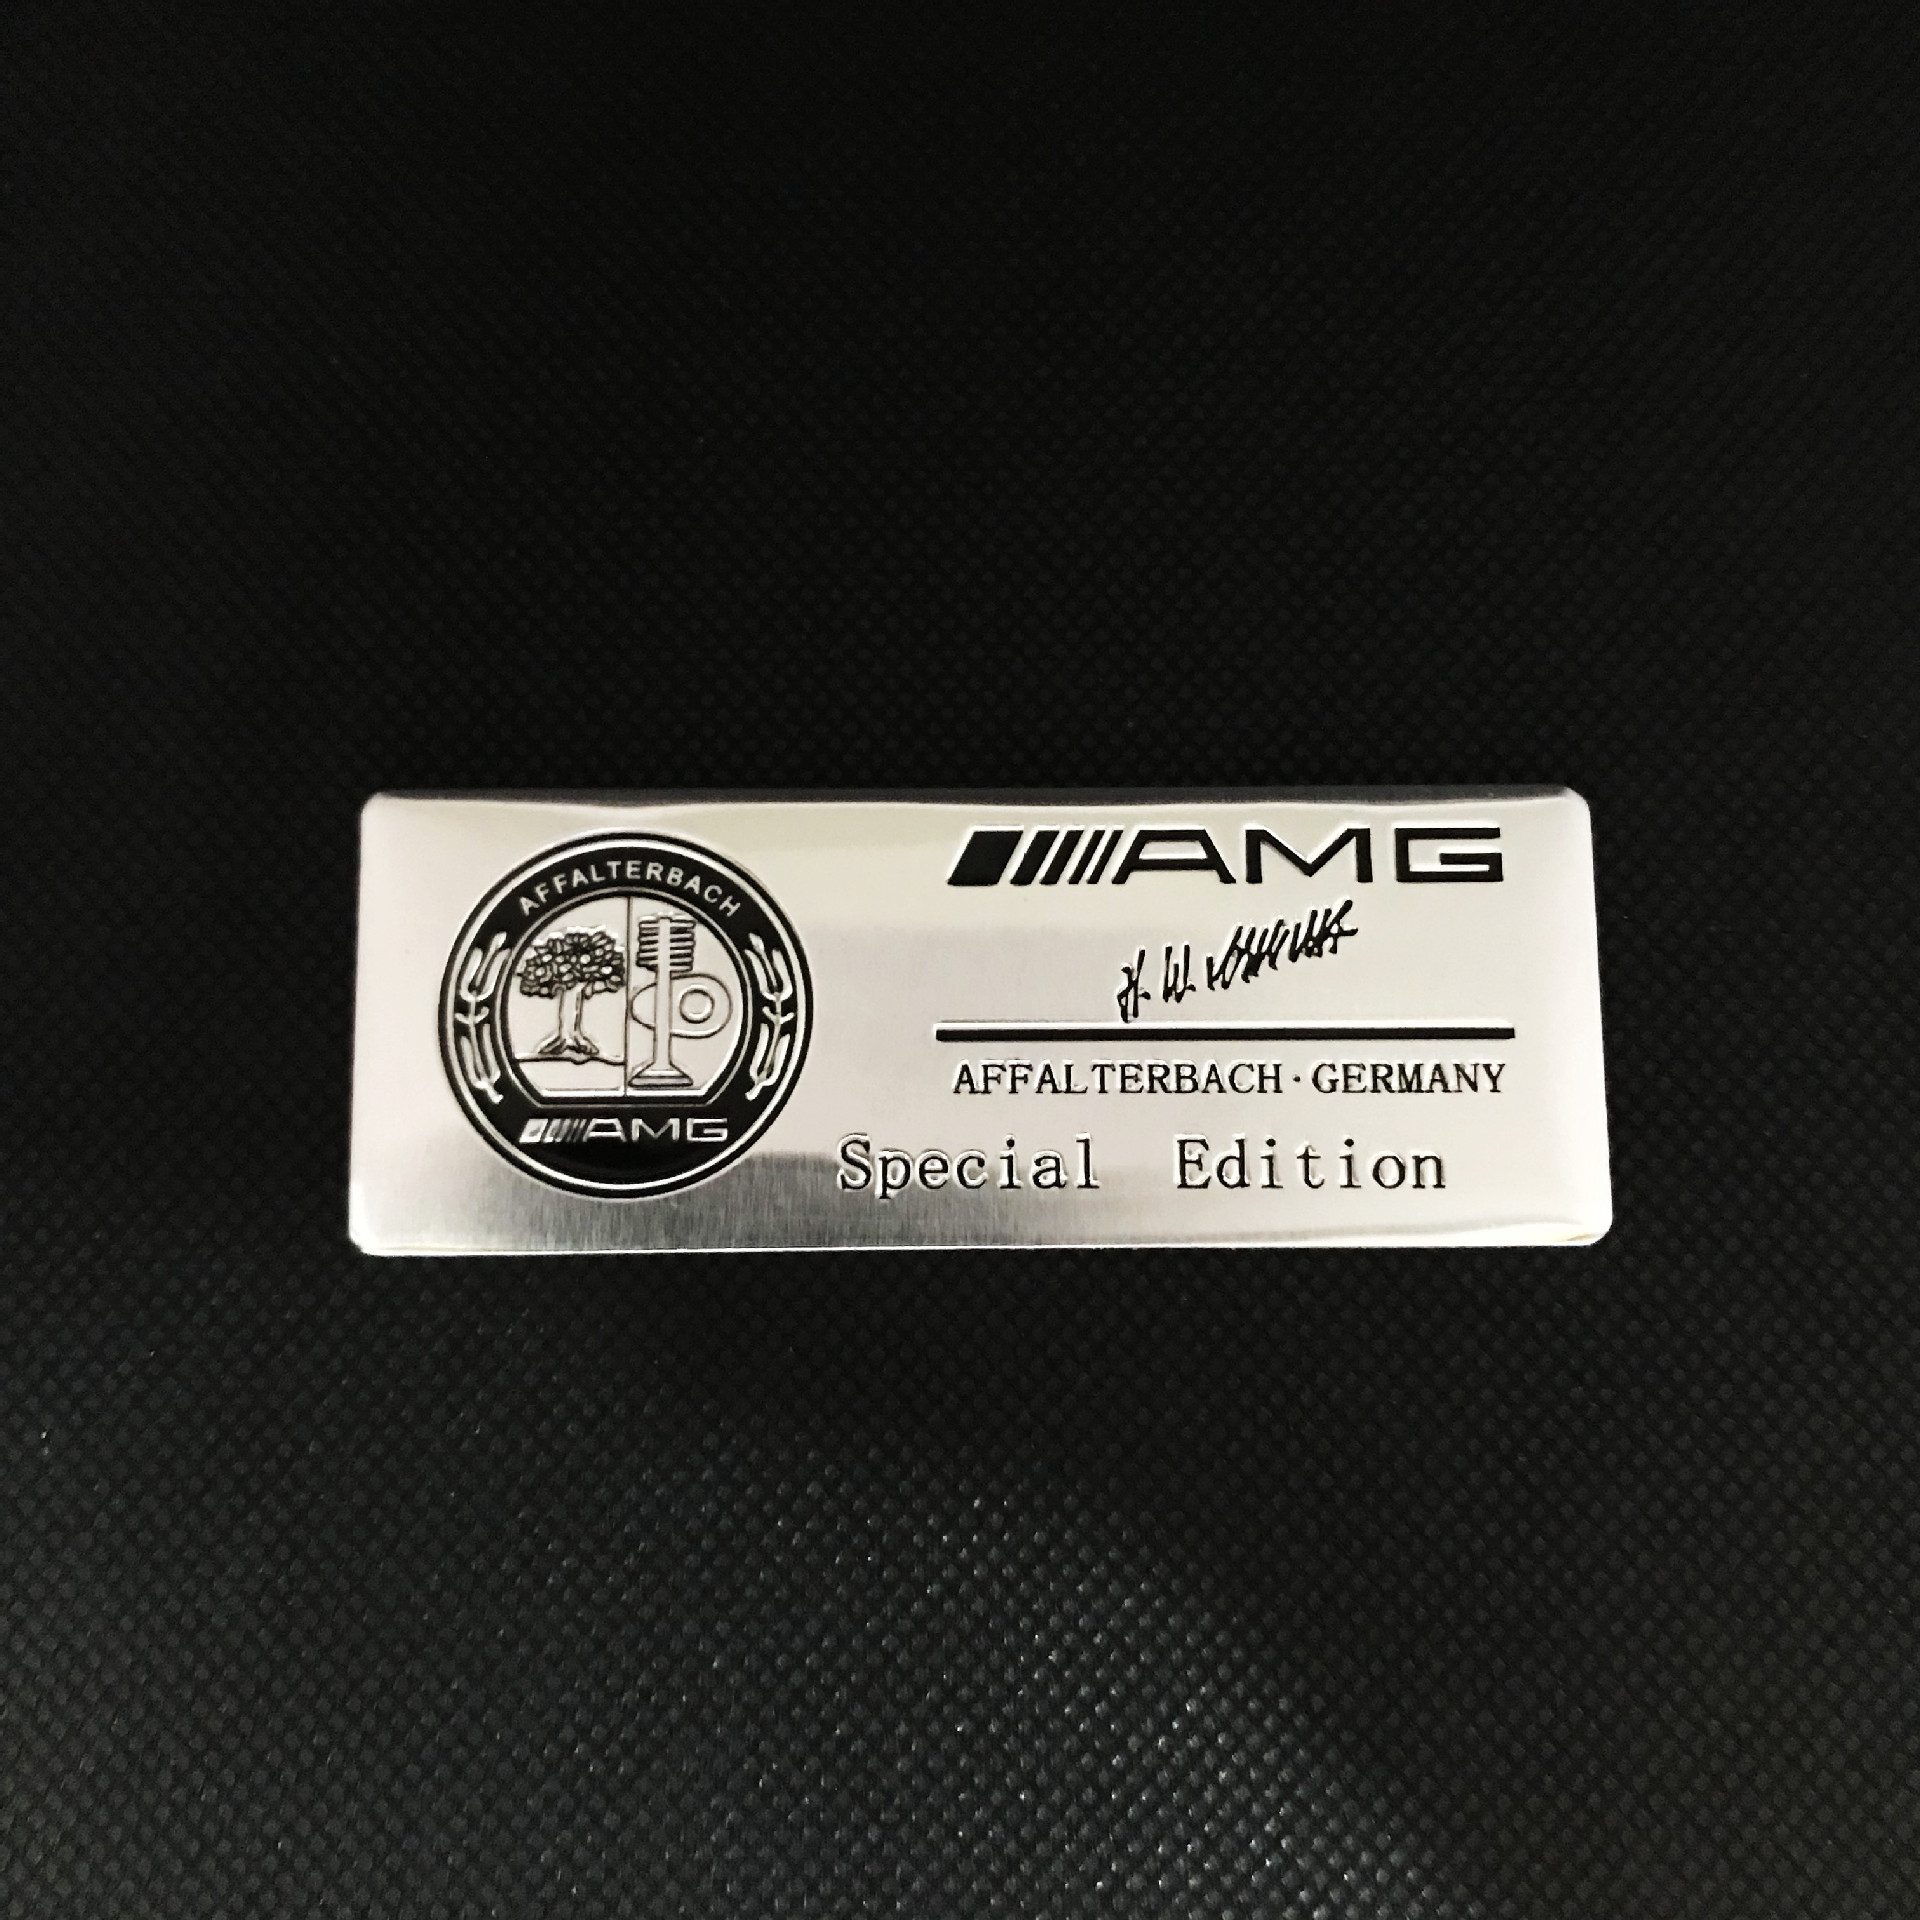 AFFALTERBACH
AMG
AMG
AFFALTERBACH·GERMANY
Special Edition